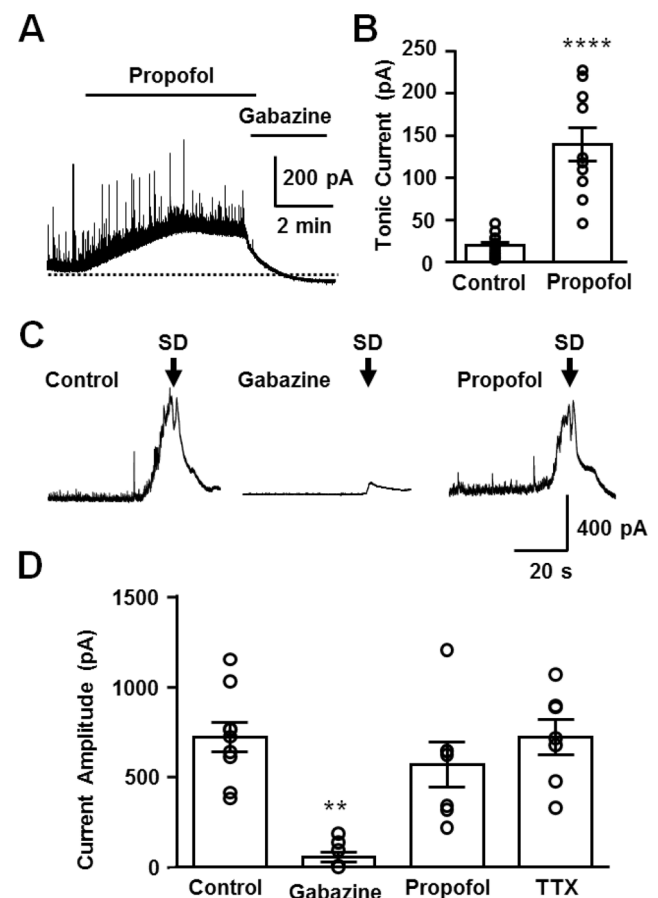 A
Propofol
Gabazine
200 pA
2 min
B
Tonic Current (pA)
250
200
150
100
50
0
****
Control
Propofol
C
SD
SD
SD
Control
Gabazine
Propofol
400 pA
20 s
D
Current Amplitude (pA)
1500
1000
500
0
**
Control
Gabazine
Propofol
TTX